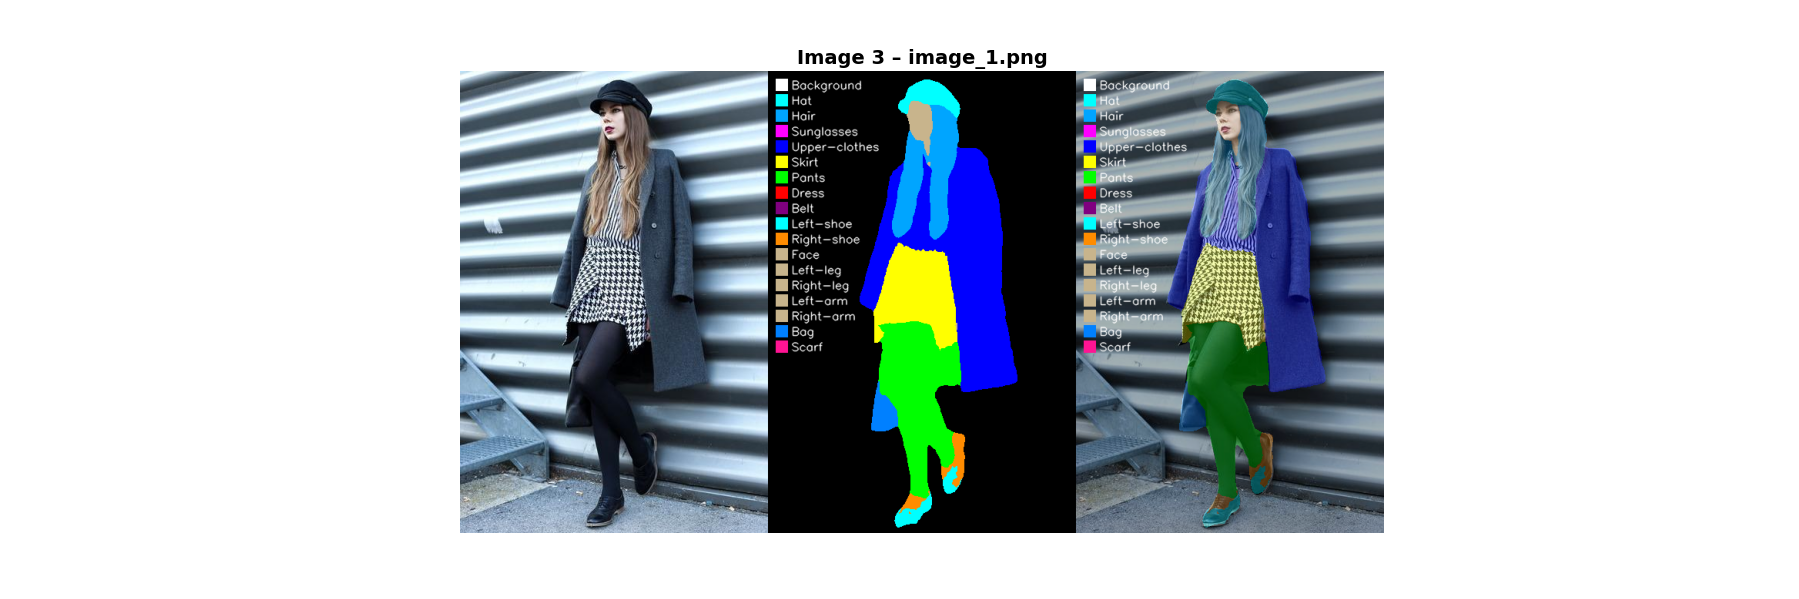 Image 3 – image_1.png
Background
Hat
Hair
Sunglasses
Upper-clothes
Skirt
Pants
Dress
Belt
Left-shoe
Right-shoe
Face
Left-leg
Right-leg
Left-arm
Right-arm
Bag
Scarf
Background
Hat
Hair
Sunglasses
Upper-clothes
Skirt
Pants
Dress
Belt
Left-shoe
Right-shoe
Face
Left-leg
Right-leg
Left-arm
Right-arm
Bag
Scarf